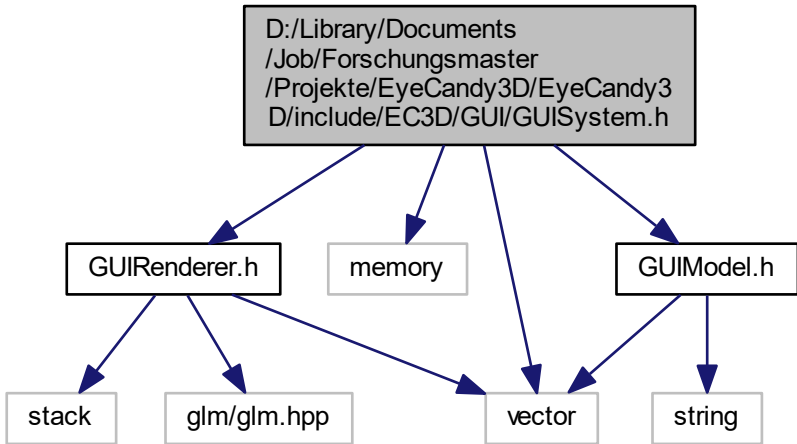 D:/Library/Documents
/Job/Forschungsmaster
/Projekte/EyeCandy3D/EyeCandy3
D/include/EC3D/GUI/GUISystem.h
GUIRenderer.h
memory
GUIModel.h
stack
glm/glm.hpp
vector
string